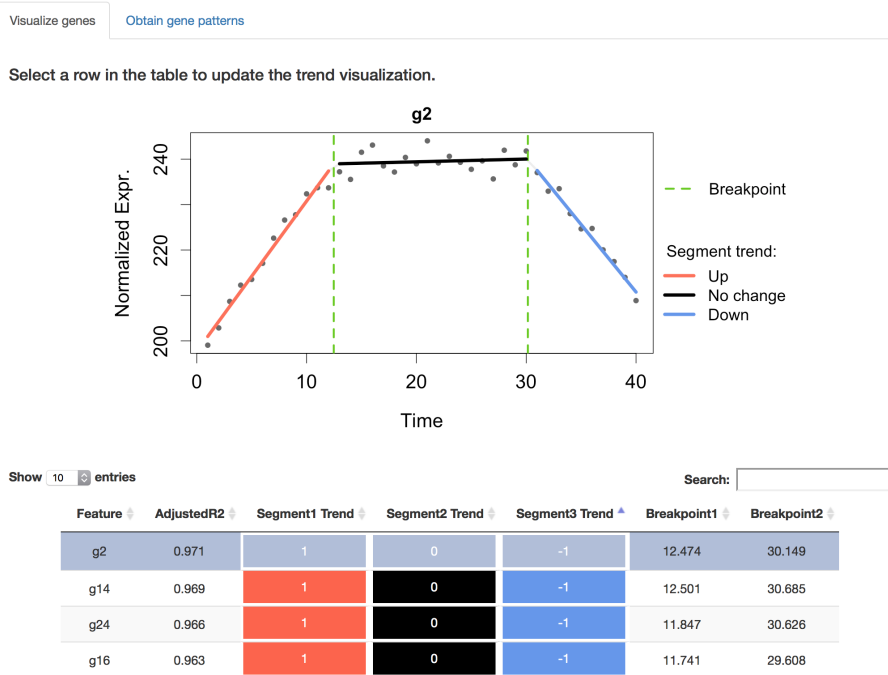 Visualize genes Obtain gene patterns
Select a row in the table to update the trend visualization.
g2
Normalized Expr.
240
220
200
0 10 20 30 40
Time
Breakpoint
Segment trend:
Up
No change
Down
Show 10 entries
Search:
Feature AdjustedR2 Segment1 Trend Segment2 Trend Segment3 Trend Breakpoint1 Breakpoint2
g2 0.971 1 0 -1 12.474 30.149
g14 0.969 1 0 -1 12.501 30.685
g24 0.966 1 0 -1 11.847 30.626
g16 0.963 1 0 -1 11.741 29.608